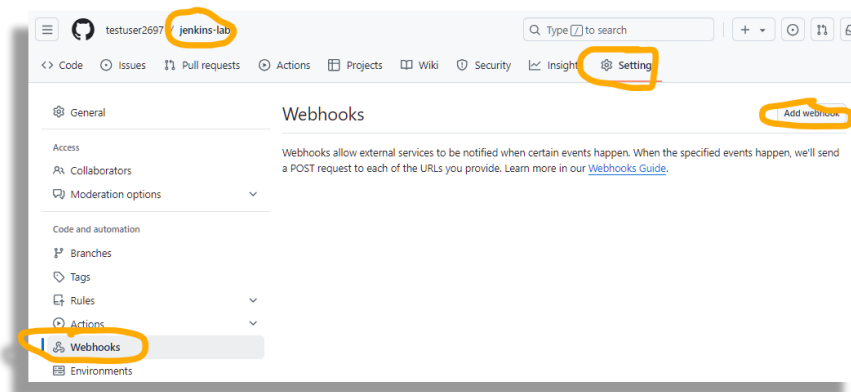 testuser2697 / jenkins-lab
Type / to search
Code Issues Pull requests Actions Projects Wiki Security Insight Setting
General
Webhooks
Add webhook
Access
Webhooks allow external services to be notified when certain events happen. When the specified events happen, we'll send
a POST request to each of the URLs you provide. Learn more in our Webhooks Guide.
Collaborators
Moderation options
Code and automation
Branches
Tags
Rules
Actions
Webhooks
Environments